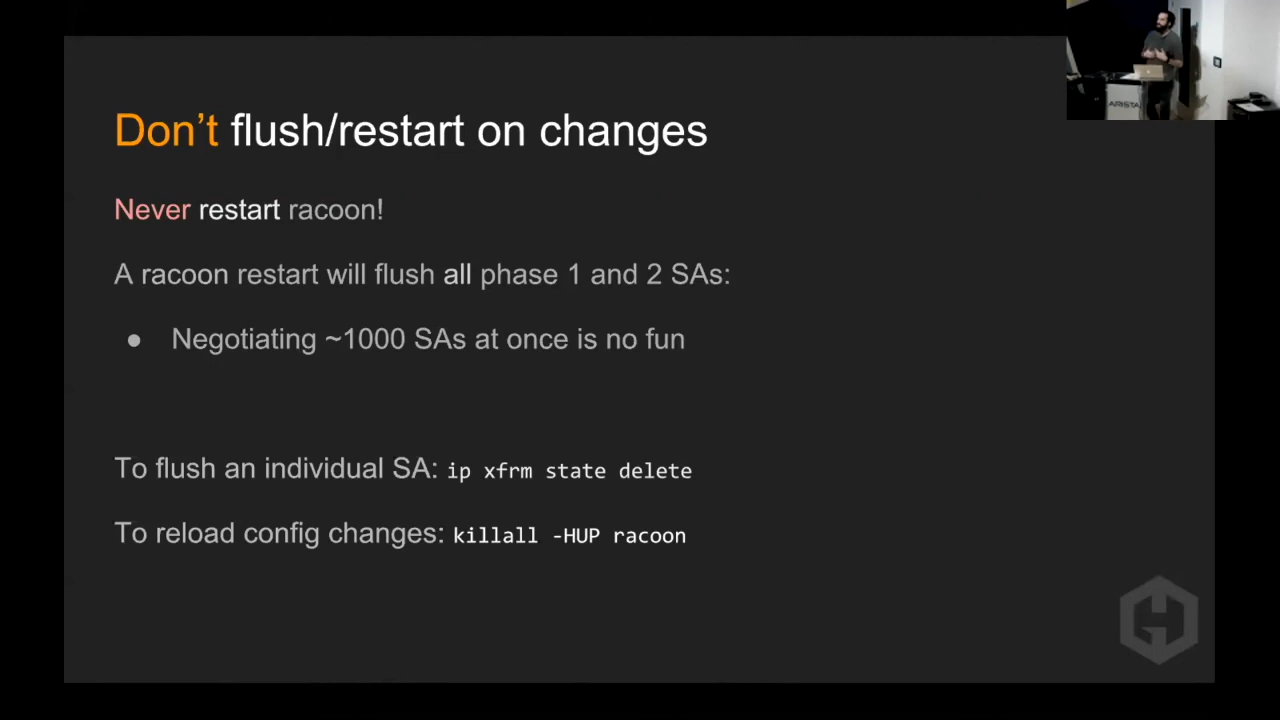 ARISTA
Don't flush/restart on changes
Never restart racoon!
A racoon restart will flush all phase 1 and 2 SAs:
● Negotiating ~1000 SAs at once is no fun
To flush an individual SA: ip xfrm state delete
To reload config changes: killall -HUP racoon